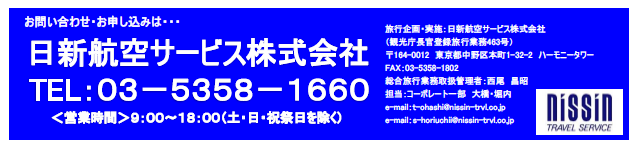 お問い合わせ・お申し込みは・・・
日新航空サービス株式会社
TEL：０３－５３５８－１６６０
＜営業時間＞９：００～１８：００（土・日・祝祭日を除く）
旅行企画・実施：日新航空サービス株式会社
（観光庁長官登録旅行業務463号）
〒164-0012 東京都中野区本町1-32-2 ハーモニータワー
FAX：03-5358-1802
総合旅行業務取扱管理者：西尾 昌昭
担当：コーポレート一部 大橋・堀内
e-mail：t-ohashi@nissin-trvl.co.jp
e-mail：s-horiuchii@nissin-trvl.co.jp
nissin
TRAVEL SERVICE